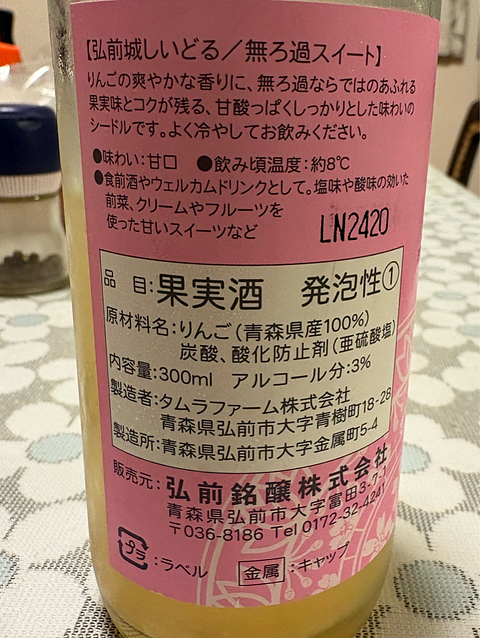 【弘前城しいどる／無ろ過スイート】
りんごの爽やかな香りに、無ろ過ならではのあふれる
果実味とコクが残る、甘酸っぱくしっかりとした味わいの
シードルです。よく冷やしてお飲みください。
●味わい:甘口 ●飲み頃温度:約8℃
●食前酒やウェルカムドリンクとして。塩味や酸味の効いた
前菜、クリームやフルーツを
使った甘いスイーツなど
LN2420
品 目:果実酒 発泡性①
原材料名:りんご(青森県産100%)
炭酸、酸化防止剤(亜硫酸塩)
内容量:300ml アルコール分:3%
製造者:タムラファーム株式会社
青森県弘前市大字青樹町18-28
製造所:青森県弘前市大字金属町5-4
販売元:弘前銘醸株式会社
青森県弘前市大字富田3-7-1
〒036-8186 Tel 0172-32-4241
プラ:ラベル 金属:キャップ